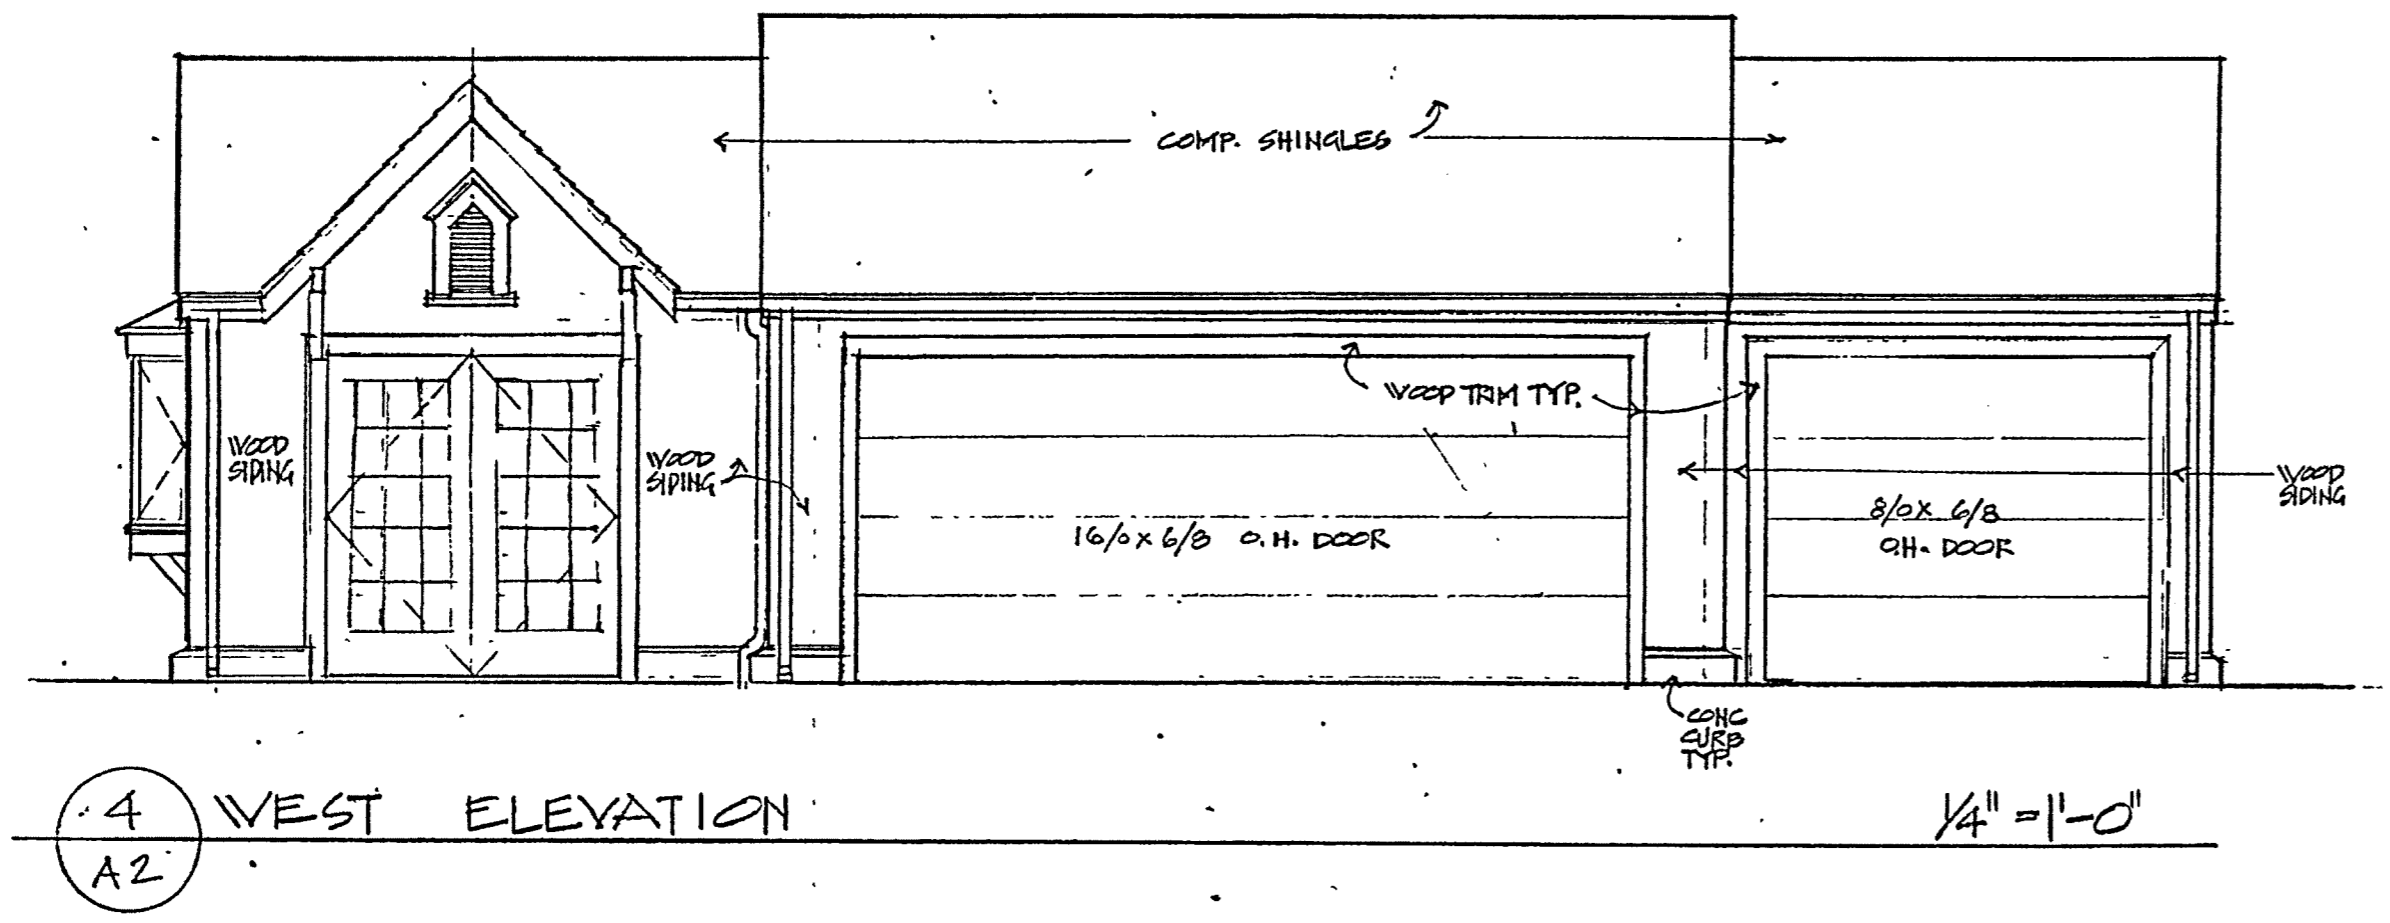 COMP. SHINGLES
WOOD TRIM TYP.
WOOD
SIDING
WOOD
SIDING
WOOD
SIDING
16/0 x 6/8 O.H. DOOR
8/0 x 6/8
O.H. DOOR
CONC
CURB
TYP.
4
A2
WEST ELEVATION
1/4" = 1'-0"